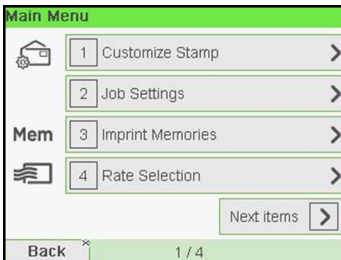 Main Menu
1 Customize Stamp
2 Job Settings
Mem 3 Imprint Memories
4 Rate Selection
Next items
Back 1 / 4